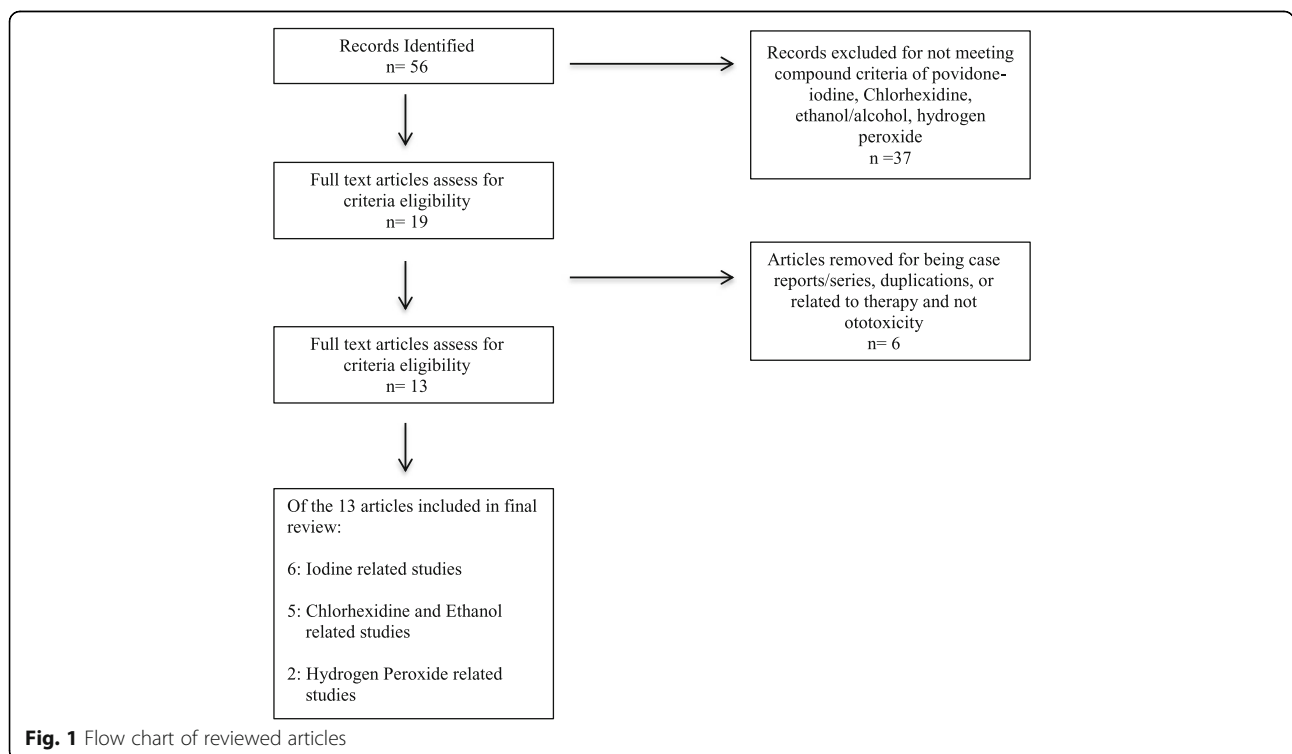 Records Identified
n= 56
Records excluded for not meeting
compound criteria of povidone-
iodine, Chlorhexidine,
ethanol/alcohol, hydrogen
peroxide
n =37
Full text articles assess for
criteria eligibility
n= 19
Articles removed for being case
reports/series, duplications, or
related to therapy and not
ototoxicity
n= 6
Full text articles assess for
criteria eligibility
n= 13
Of the 13 articles included in final
review:
6: Iodine related studies
5: Chlorhexidine and Ethanol
related studies
2: Hydrogen Peroxide related
studies
Fig. 1 Flow chart of reviewed articles